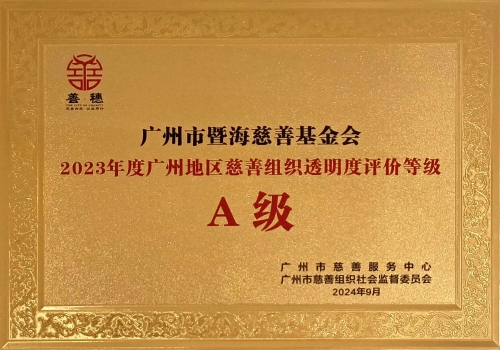 善穗
广州市暨海慈善基金会
2023年度广州地区慈善组织透明度评价等级
A 级
广州市慈善服务中心
广州市慈善组织社会监督委员会
2024年9月